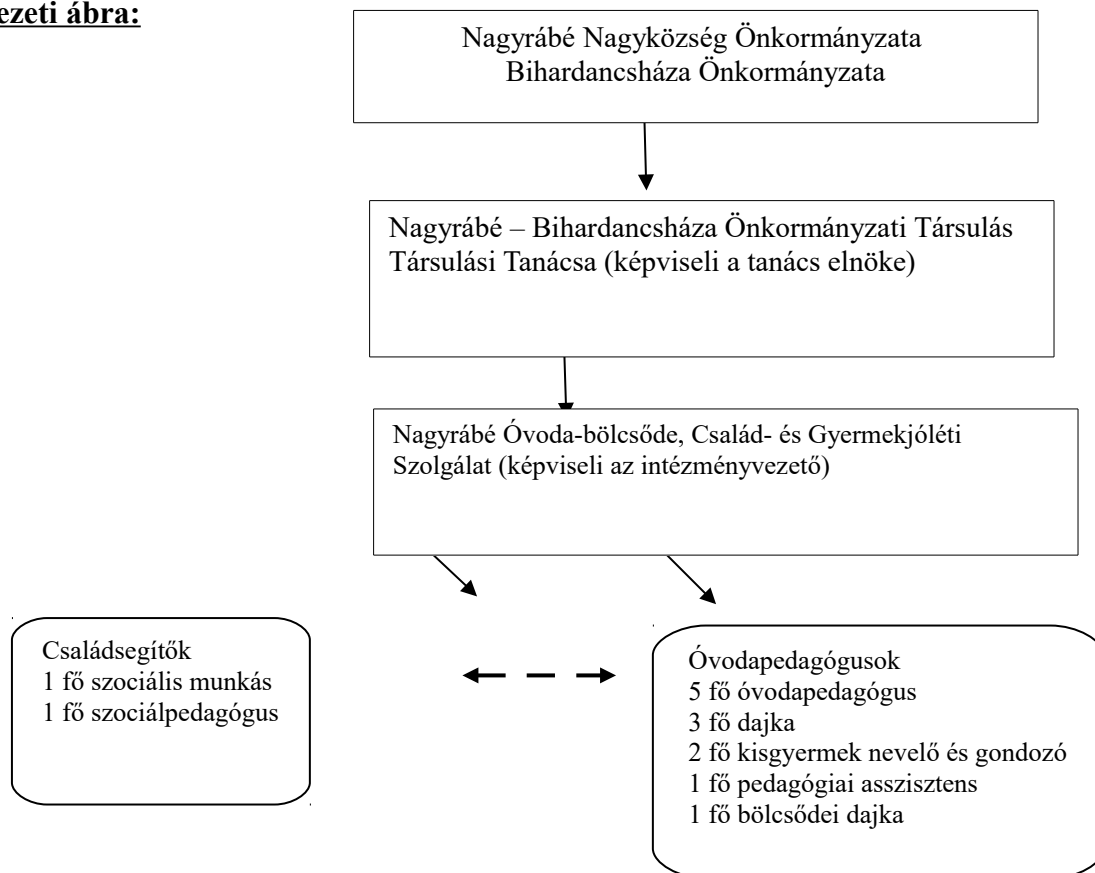 ezeti ábra:
Nagyrábé Nagyközség Önkormányzata
Bihardancsháza Önkormányzata
Nagyrábé – Bihardancsháza Önkormányzati Társulás
Társulási Tanácsa (képviseli a tanács elnöke)
Nagyrábé Óvoda-bölcsőde, Család- és Gyermekjóléti
Szolgálat (képviseli az intézményvezető)
Családsegítők
1 fő szociális munkás
1 fő szociálpedagógus
Óvodapedagógusok
5 fő óvodapedagógus
3 fő dajka
2 fő kisgyermek nevelő és gondozó
1 fő pedagógiai asszisztens
1 fő bölcsődei dajka